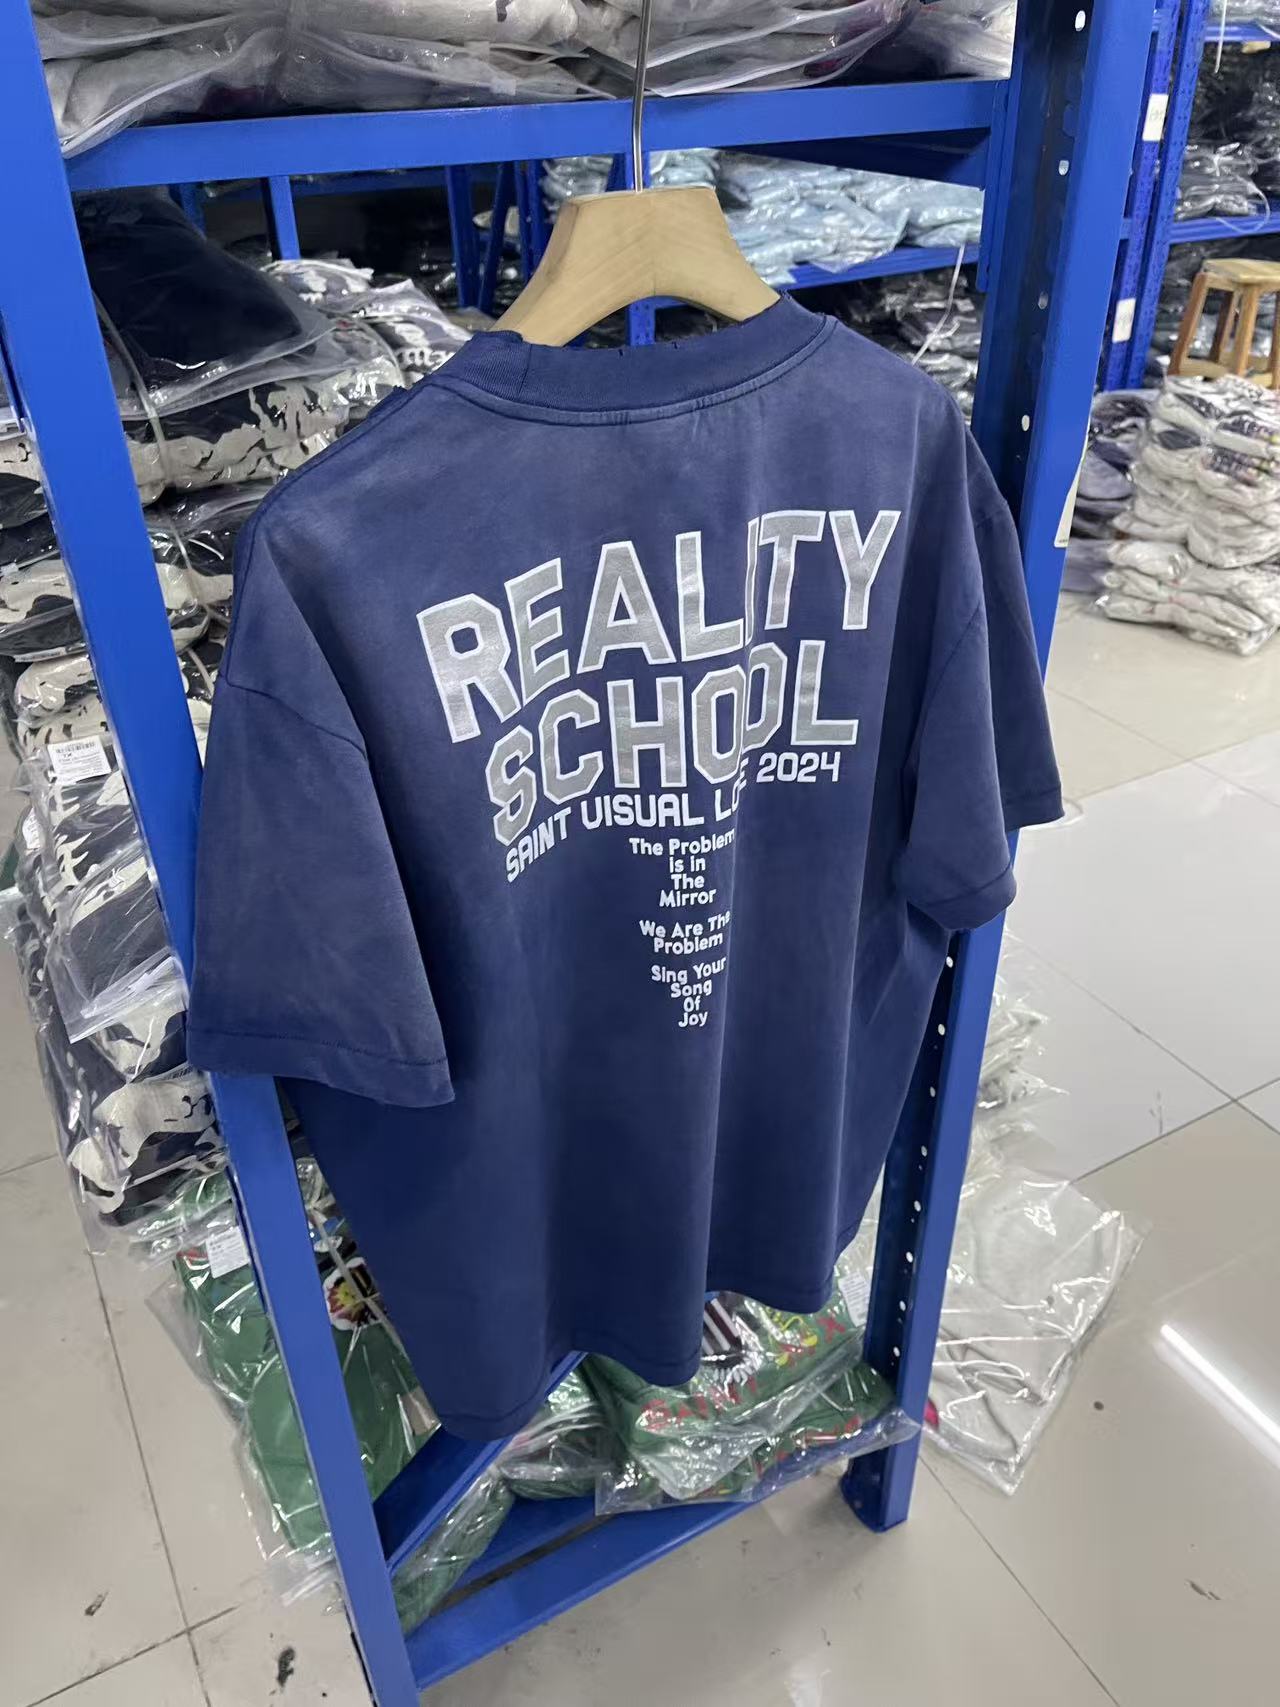 REALITY
SCHOOL
SAINT VISUAL 2024
The Problem
Is in
The
Mirror
We Are The
Problem
Sing Your
Song
Of
Joy